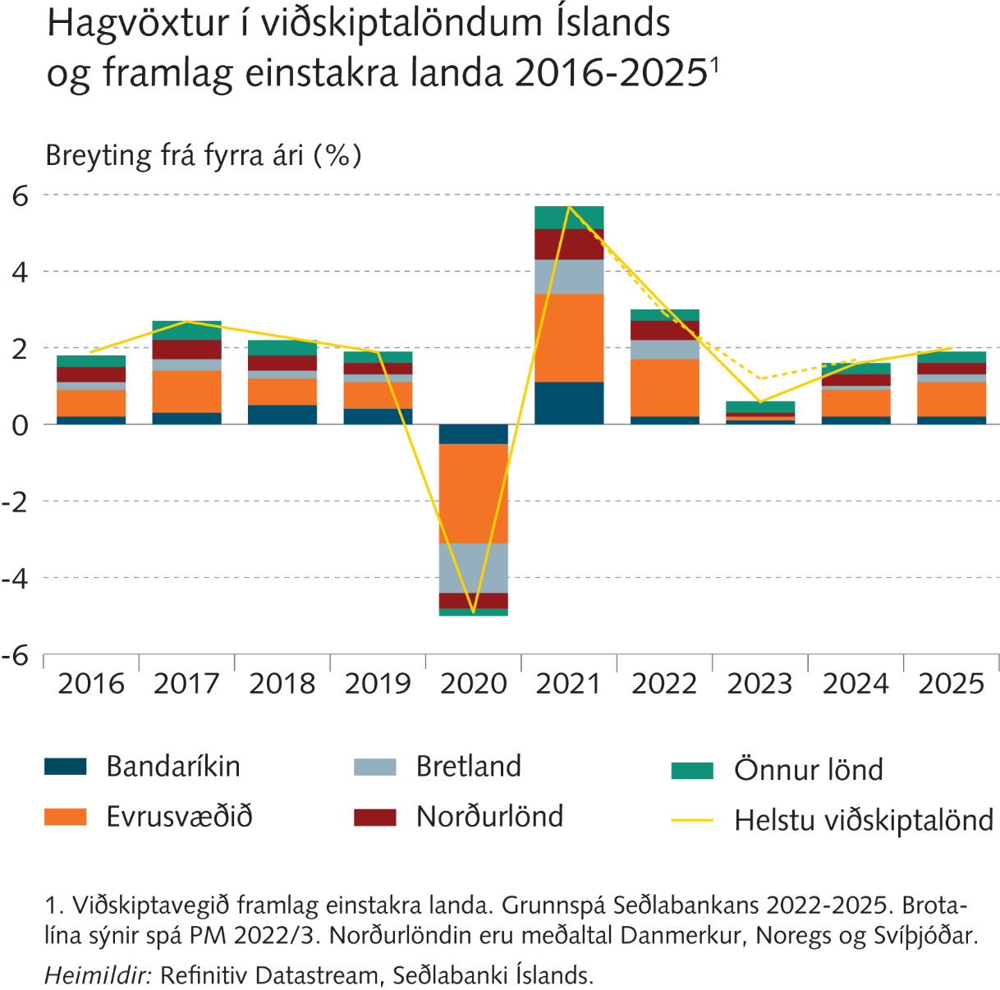 Hagvöxtur í viðskiptalöndum Íslands
og framlag einstakra landa 2016-2025¹
Breyting frá fyrra ári (%)
6
4
2
0
-2
-4
-6
2016 2017 2018 2019 2020 2021 2022 2023 2024 2025
Bandaríkin Bretland Önnur lönd
Evrusvæðið Norðurlönd Helstu viðskiptalönd
1. Viðskiptavegið framlag einstakra landa. Grunnspá Seðlabankans 2022-2025. Brota-
lína sýnir spá PM 2022/3. Norðurlöndin eru meðaltal Danmerkur, Noregs og Svíþjóðar.
Heimildir: Refinitiv Datastream, Seðlabanki Íslands.